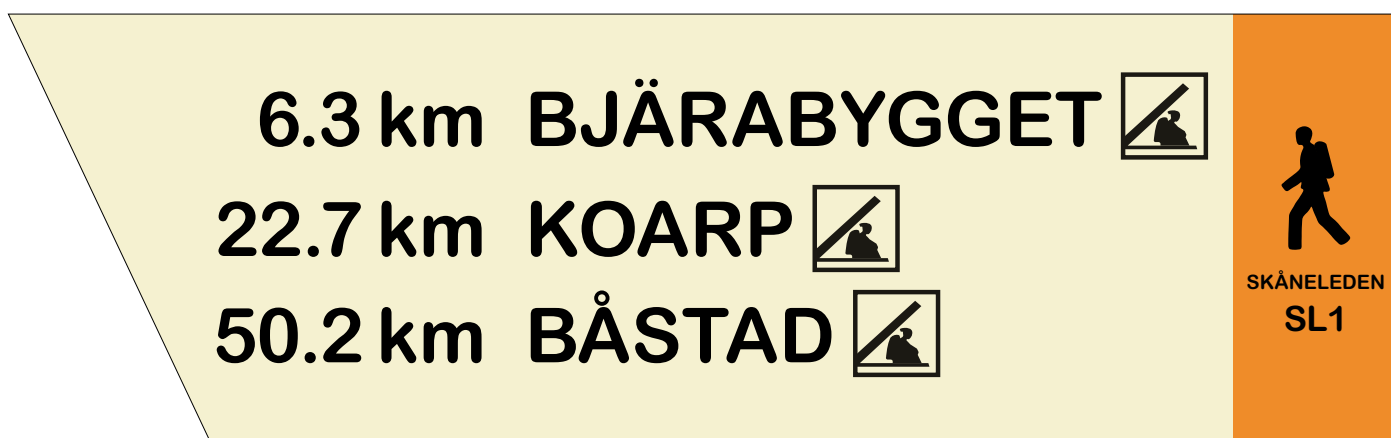 6.3 km BJÄRABYGGET
22.7 km KOARP
50.2 km BÅSTAD
SKÅNELEDEN
SL1